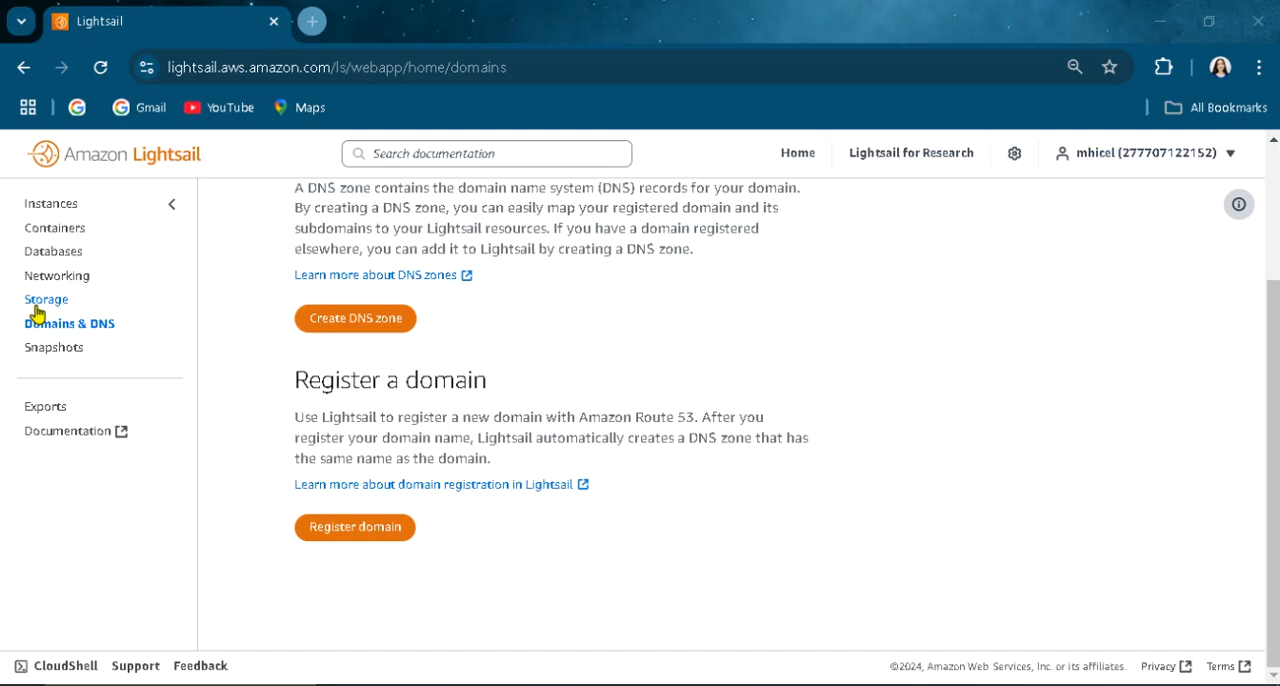 Lightsail
lightsail.aws.amazon.com/ls/webapp/home/domains
Gmail
YouTube
Maps
All Bookmarks
Amazon Lightsail
Search documentation
Home
Lightsail for Research
mhicel (277707122152)
Instances
Containers
Databases
Networking
Storage
Domains & DNS
Snapshots
Exports
Documentation
A DNS zone contains the domain name system (DNS) records for your domain.
By creating a DNS zone, you can easily map your registered domain and its
subdomains to your Lightsail resources. If you have a domain registered
elsewhere, you can add it to Lightsail by creating a DNS zone.
Learn more about DNS zones
Create DNS zone
Register a domain
Use Lightsail to register a new domain with Amazon Route 53. After you
register your domain name, Lightsail automatically creates a DNS zone that has
the same name as the domain.
Learn more about domain registration in Lightsail
Register domain
CloudShell
Support
Feedback
©2024, Amazon Web Services, Inc. or its affiliates.
Privacy
Terms